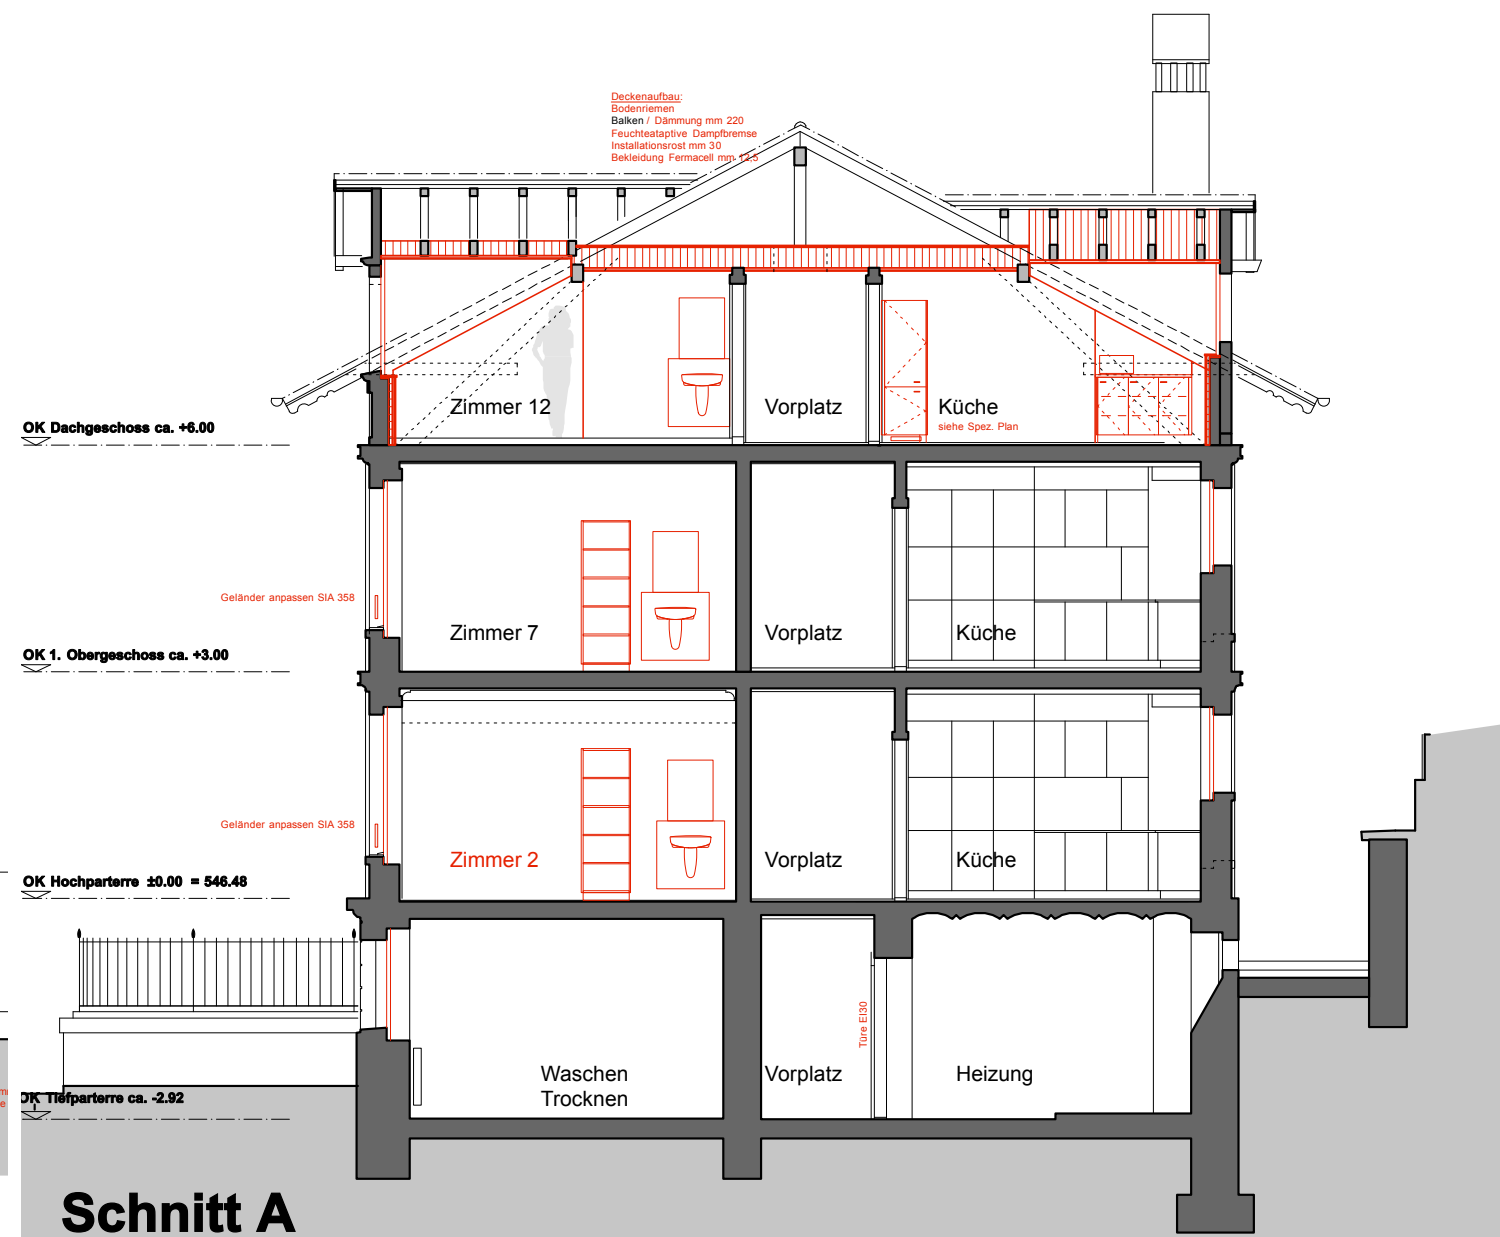 Deckenaufbau:
Bodenriemen
Balken / Dämmung mm 220
Feuchteataptive Dampfbremse
Installationsrost mm 30
Bekleidung Fermacell mm 12.5
Zimmer 12
Vorplatz
Küche
siehe Spez. Plan
OK Dachgeschoss ca. +6.00
Geländer anpassen SIA 358
Zimmer 7
Vorplatz
Küche
OK 1. Obergeschoss ca. +3.00
Geländer anpassen SIA 358
Zimmer 2
Vorplatz
Küche
OK Hochparterre ±0.00 = 546.48
Türe EI30
Waschen
Trocknen
Vorplatz
Heizung
OK Tiefparterre ca. -2.92
Schnitt A